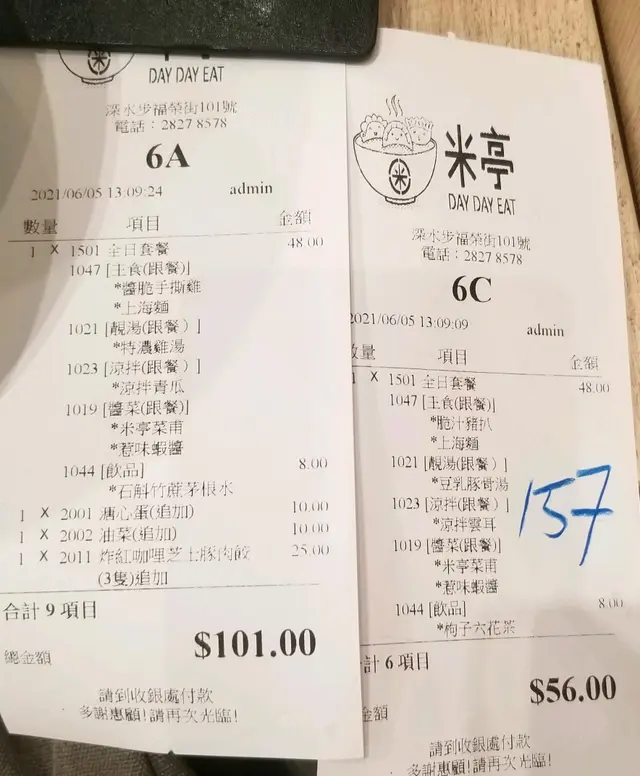 DAY DAY EAT
深水步福榮街101號
電話：2827 8578
6A
2021/06/05 13:09:24 admin
數量 項目 金額
1 X 1501 全日套餐 48.00
1047 [主食(跟餐)]
*醬脆手撕雞
*上海麵
1021 [靚湯(跟餐）]
*特濃雞湯
1023 [涼拌(跟餐）]
*涼拌青瓜
1019 [醬菜(跟餐)]
*米亭菜甫
*惹味蝦醬
1044 [飲品] 8.00
*石斛竹蔗茅根水
1 X 2001 溏心蛋(追加) 10.00
1 X 2002 油菜(追加) 10.00
1 X 2011 炸紅咖哩芝士豚肉餃 25.00
(3隻)追加
合計 9 項目
總金額 $101.00
請到收銀處付款
多謝惠顧!請再次光臨!
米
米亭
DAY DAY EAT
深水步福榮街101號
電話：2827 8578
6C
2021/06/05 13:09:09 admin
數量 項目 金額
X 1501 全日套餐 48.00
1047 [主食(跟餐)]
*脆汁豬扒
*上海麵
1021 [靚湯(跟餐）]
*豆乳豚骨湯
1023 [涼拌(跟餐）]
*涼拌雲耳
1019 [醬菜(跟餐)]
*米亭菜甫
*惹味蝦醬
1044 [飲品] 8.00
*枸子六花茶
計 6 項目
金額 $56.00
請到收銀處付款
多謝惠顧!請再次光臨!
157